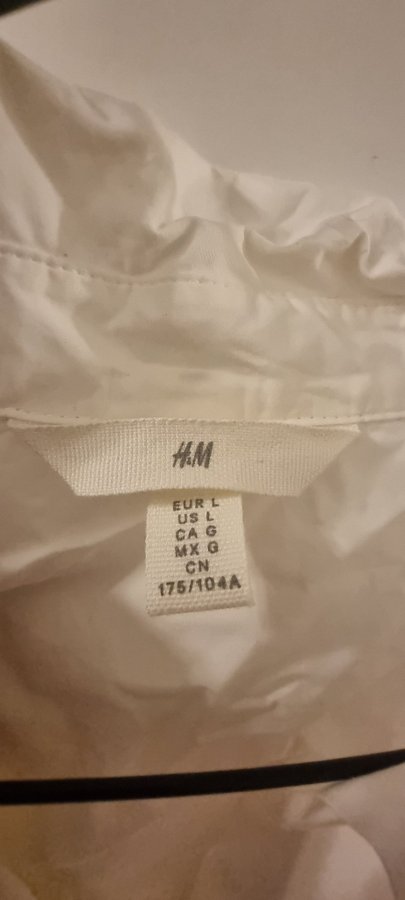 H&M
EUR L
US L
CA G
MX G
CN
175/104A